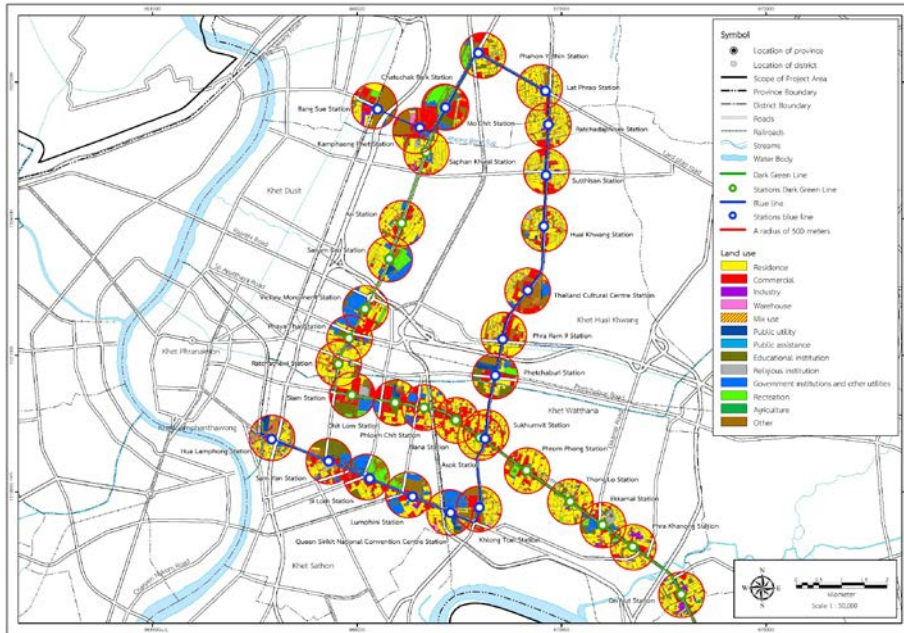 Phahon Yothin Station
Chatuchak Park Station
Lat Phrao Station
Bang Sue Station
Mo Chit Station
Ratchadaphisek Station
Kamphaeng Phet Station
Saphan Khwai Station
Sutthisan Station
Khet Dusit
Ari Station
Sanam Pao Station
Huai Khwang Station
Victory Monument Station
Thailand Cultural Centre Station
Khet Huai Khwang
Phaya Thai Station
Phra Ram 9 Station
Khet Phranakhon
Ratchathewi Station
Phetchaburi Station
Siam Station
Khet Watthana
Chit Lom Station
Phloen Chit Station
Nana Station
Sukhumvit Station
Hua Lamphong Station
Asok Station
Phrom Phong Station
Sam Yan Station
Thong Lo Station
Si Lom Station
Ekkamai Station
Lumphini Station
Phra Khanong Station
Queen Sirikit National Convention Centre Station
Khlong Toei Station
Khet Sathon
On Nut Station
Symbol
Location of province
Location of district
Scope of Project Area
Province Boundary
District Boundary
Roads
Railroads
Streams
Water Body
Dark Green Line
Stations Dark Green Line
Blue line
Stations blue line
A radius of 500 meters
Land use
Residence
Commercial
Industry
Warehouse
Mix use
Public utility
Public assistance
Educational institution
Religious institution
Government institutions and other utilities
Recreation
Agriculture
Other
N
W E
S
Kilometer
Scale 1 : 50,000